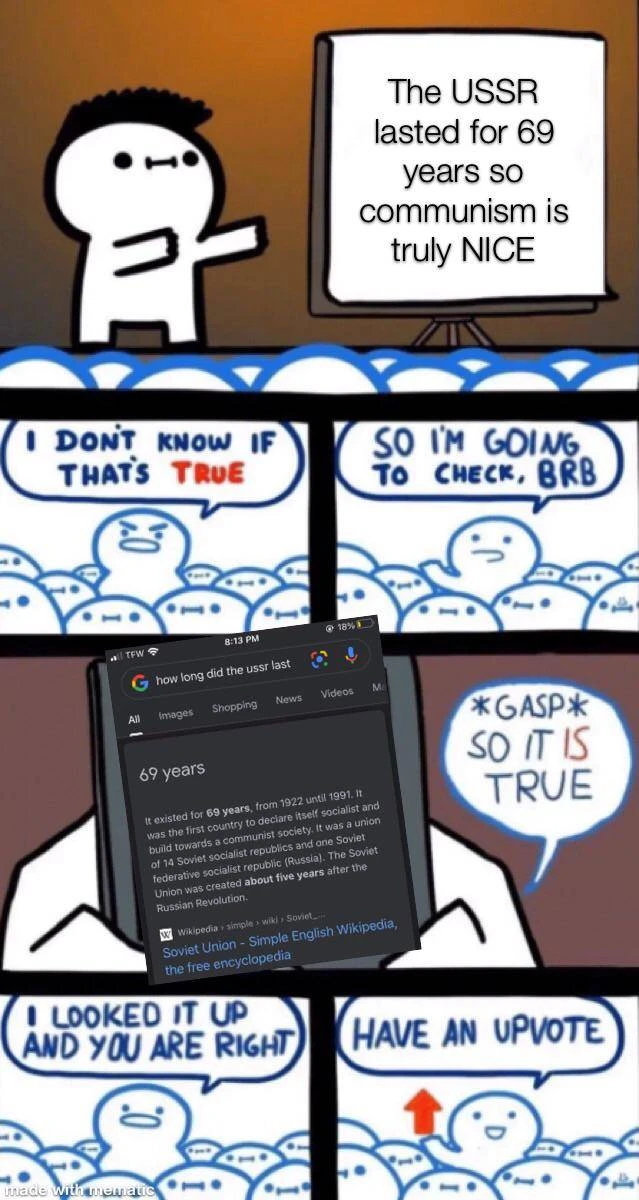 The USSR
lasted for 69
years so
communism is
truly NICE
I DON'T KNOW IF
THAT'S TRUE
SO I'M GOING
TO CHECK, BRB
TFW
8:13 PM
18%
how long did the ussr last
All Images Shopping News Videos
69 years
It existed for 69 years, from 1922 until 1991. It
was the first country to declare itself socialist and
build towards a communist society. It was a union
of 14 Soviet socialist republics and one Soviet
federative socialist republic (Russia). The Soviet
Union was created about five years after the
Russian Revolution.
W Wikipedia › simple › wiki › Soviet_...
Soviet Union - Simple English Wikipedia,
the free encyclopedia
*GASP*
SO IT IS
TRUE
I LOOKED IT UP
AND YOU ARE RIGHT
HAVE AN UPVOTE
made with mematic